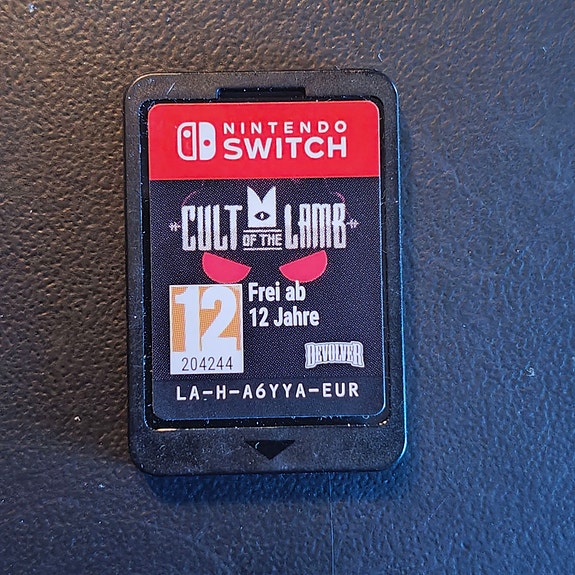 NINTENDO
SWITCH
CULT OF THE LAMB
12
Frei ab
12 Jahre
204244
DEVOLVER
LA-H-A6YYA-EUR